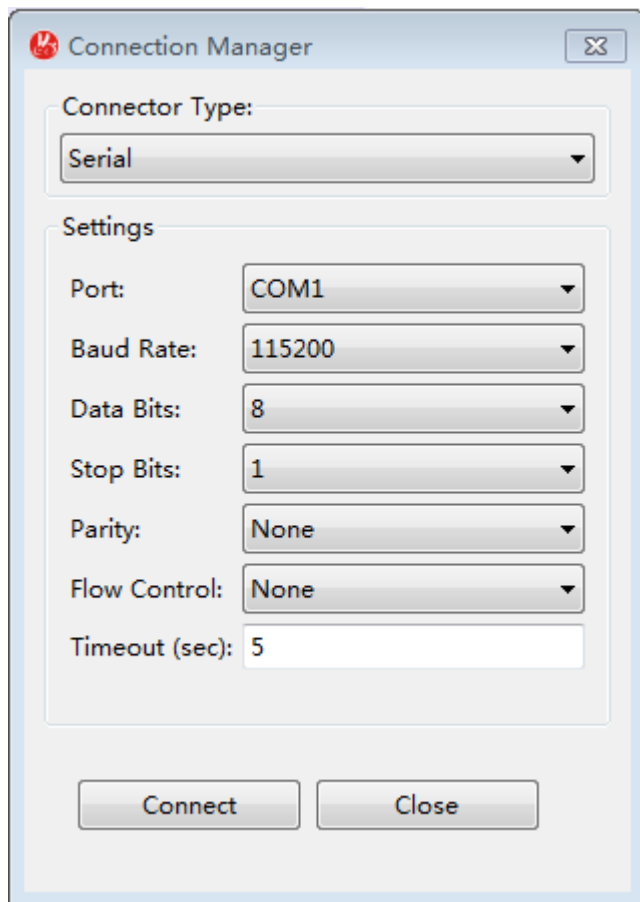 Connection Manager
Connector Type:
Serial
Settings
Port: COM1
Baud Rate: 115200
Data Bits: 8
Stop Bits: 1
Parity: None
Flow Control: None
Timeout (sec): 5
Connect Close